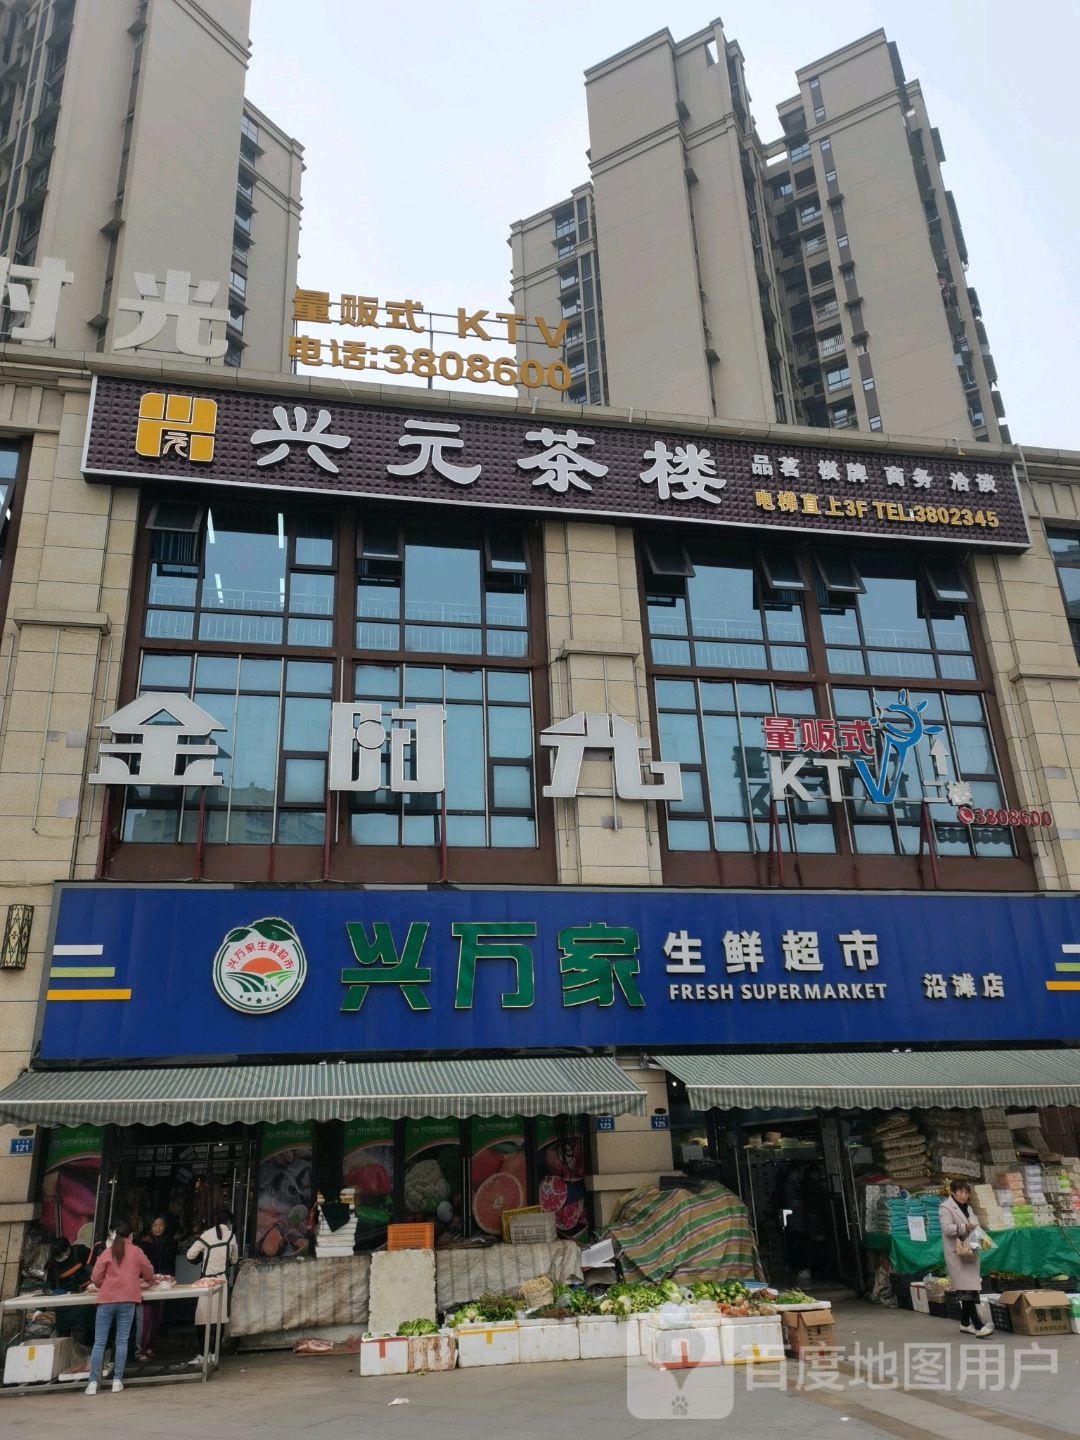 时光
量贩式 KTV
电话:3808600
元
兴元茶楼
品茗 棋牌 商务 洽谈
电梯直上3F TEL:3802345
金时光
量贩式
KTV
二楼
3808600
兴万家生鲜超市
兴万家
生鲜超市
FRESH SUPERMARKET
沿滩店
121
123
125
百度地图用户